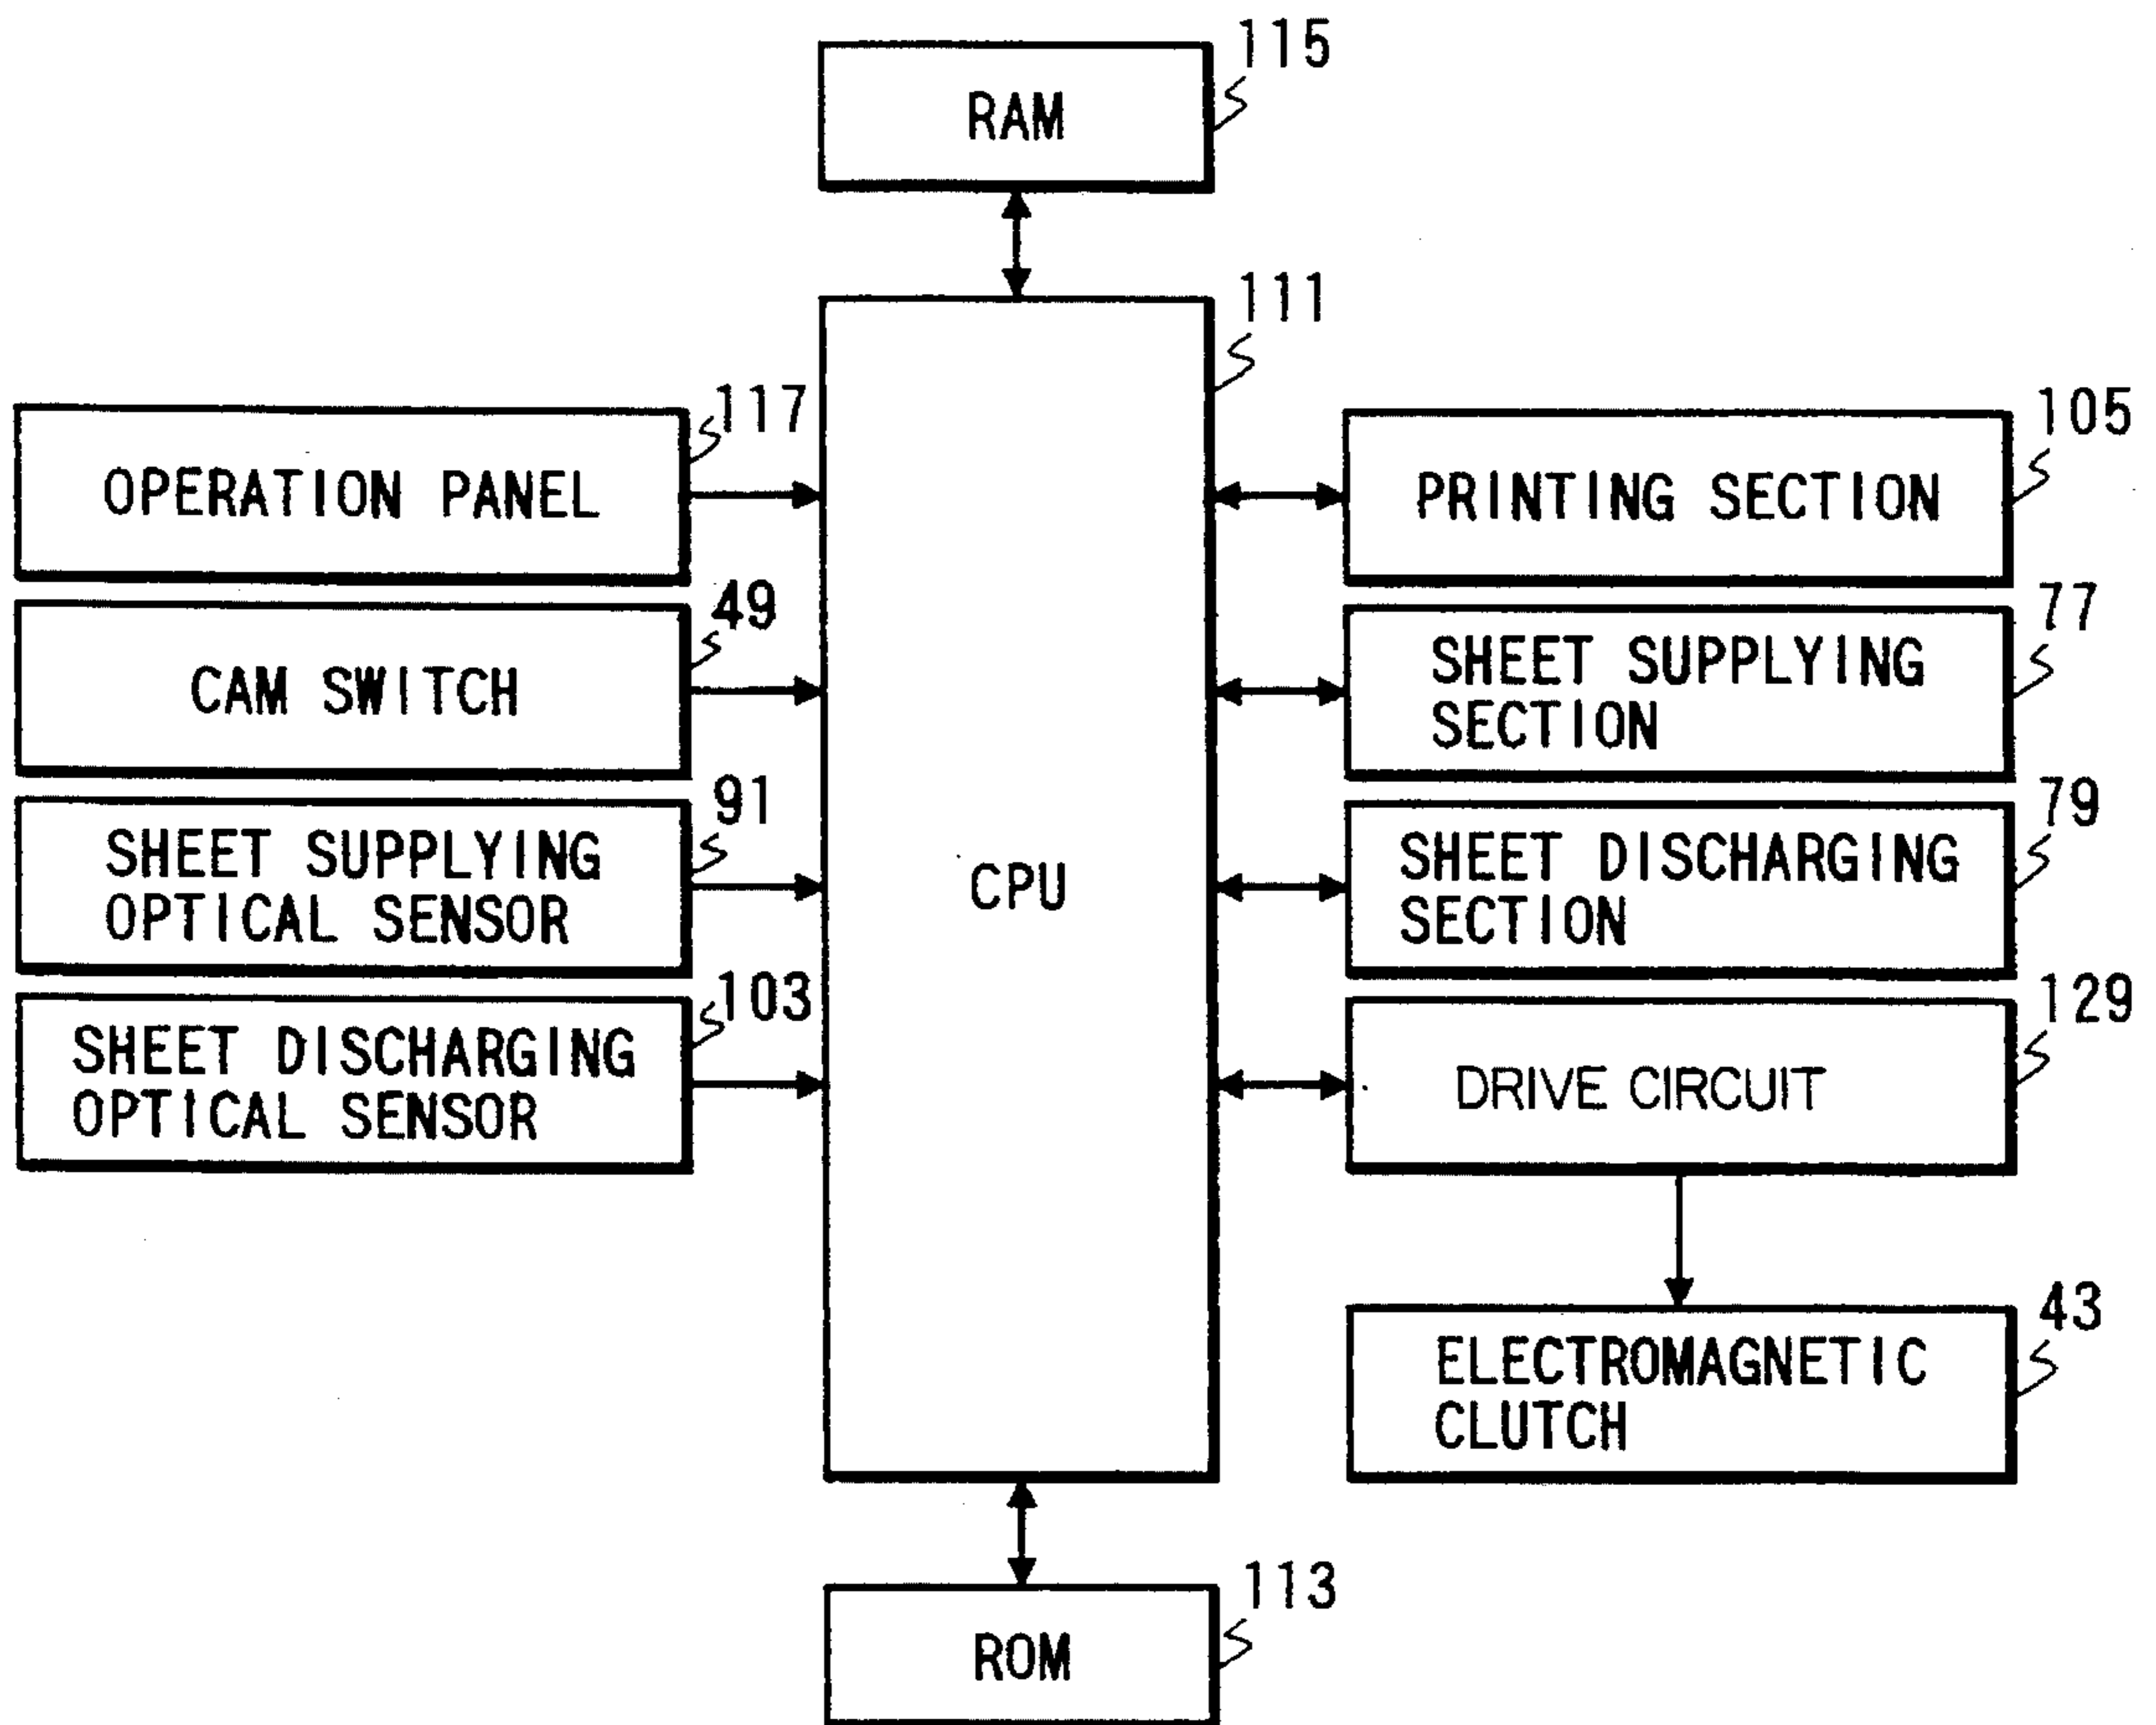 115
RAM
111
117
OPERATION PANEL
49
CAM SWITCH
91
SHEET SUPPLYING
OPTICAL SENSOR
103
SHEET DISCHARGING
OPTICAL SENSOR
CPU
105
PRINTING SECTION
77
SHEET SUPPLYING
SECTION
79
SHEET DISCHARGING
SECTION
129
DRIVE CIRCUIT
43
ELECTROMAGNETIC
CLUTCH
113
ROM